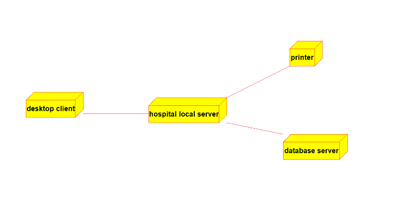 printer
desktop client
hospital local server
database server